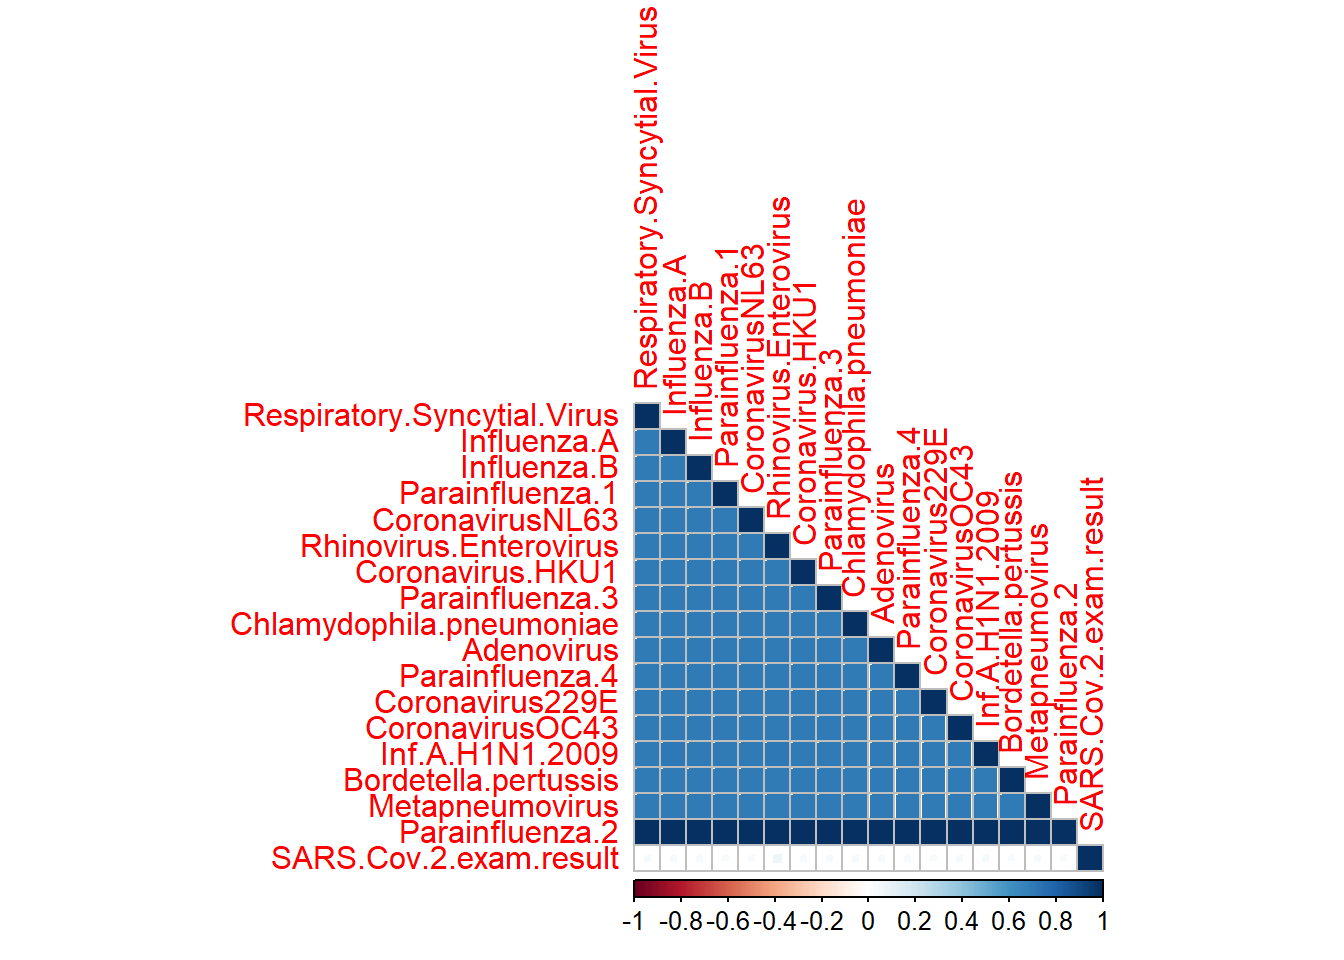 Respiratory.Syncytial.Virus
Influenza.A
Influenza.B
Parainfluenza.1
CoronavirusNL63
Rhinovirus.Enterovirus
Coronavirus.HKU1
Parainfluenza.3
Chlamydophila.pneumoniae
Adenovirus
Parainfluenza.4
Coronavirus229E
CoronavirusOC43
Inf.A.H1N1.2009
Bordetella.pertussis
Metapneumovirus
Parainfluenza.2
SARS.Cov.2.exam.result
Respiratory.Syncytial.Virus
Influenza.A
Influenza.B
Parainfluenza.1
CoronavirusNL63
Rhinovirus.Enterovirus
Coronavirus.HKU1
Parainfluenza.3
Chlamydophila.pneumoniae
Adenovirus
Parainfluenza.4
Coronavirus229E
CoronavirusOC43
Inf.A.H1N1.2009
Bordetella.pertussis
Metapneumovirus
Parainfluenza.2
SARS.Cov.2.exam.result
-1 -0.8 -0.6 -0.4 -0.2 0 0.2 0.4 0.6 0.8 1